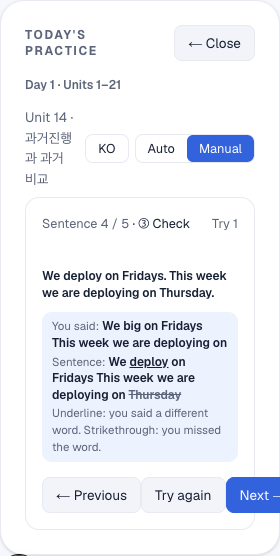 TODAY'S
PRACTICE
← Close
Day 1 · Units 1–21
Unit 14 ·
과거진행
과 과거
비교
KO
Auto
Manual
Sentence 4 / 5 · ③ Check
Try 1
We deploy on Fridays. This week
we are deploying on Thursday.
You said: We big on Fridays
This week we are deploying on
Sentence: We deploy on
Fridays This week we are
deploying on Thursday
Underline: you said a different
word. Strikethrough: you missed
the word.
← Previous
Try again
Next